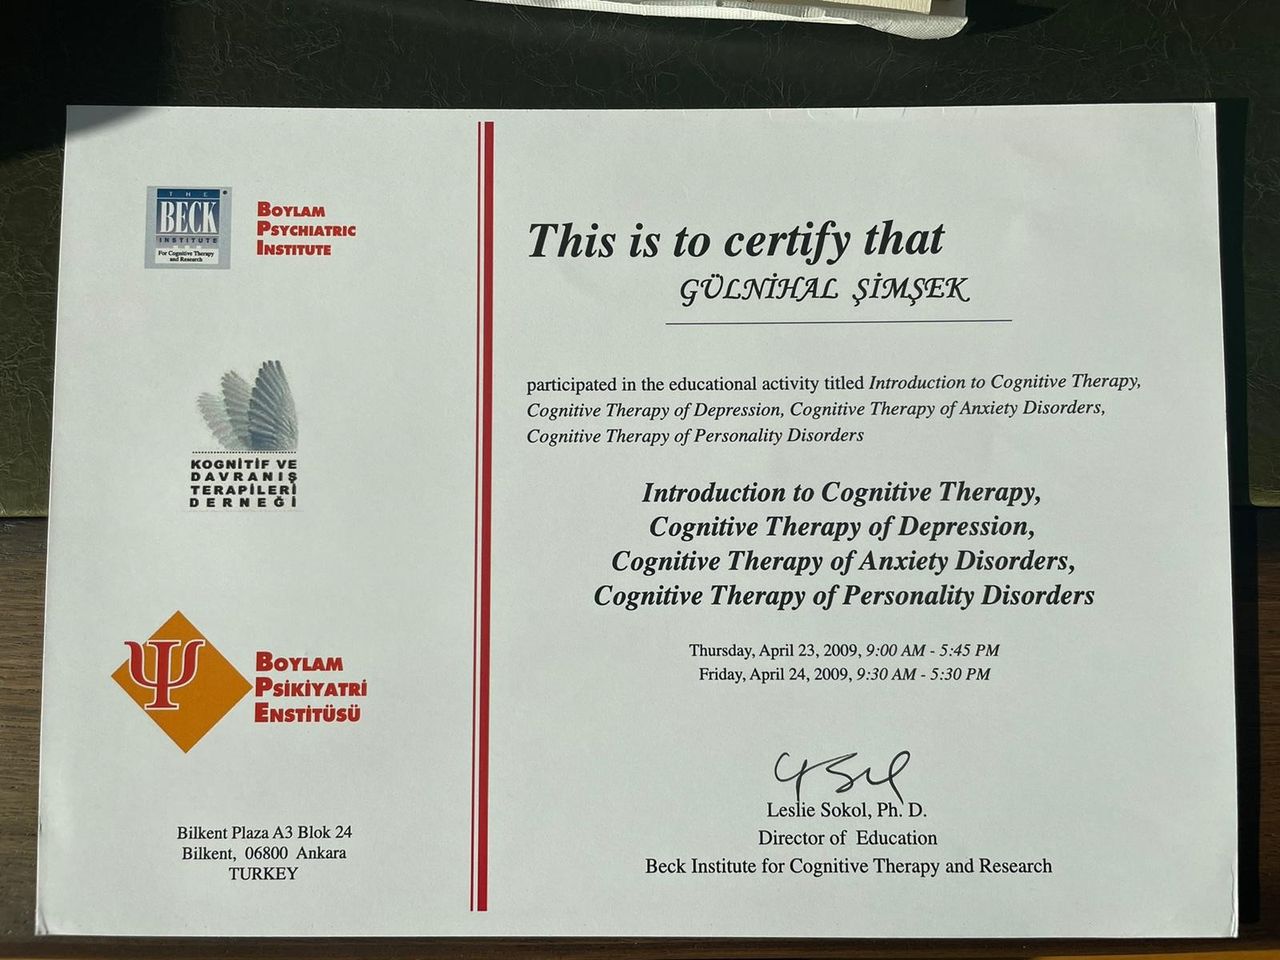 THE
BECK
INSTITUTE
For Cognitive Therapy
and Research
BOYLAM
PSYCHIATRIC
INSTITUTE
KOGNİTİF VE
DAVRANIŞ
TERAPİLERİ
DERNEĞİ
Ψ
BOYLAM
PSİKİYATRİ
ENSTİTÜSÜ
Bilkent Plaza A3 Blok 24
Bilkent, 06800 Ankara
TURKEY
This is to certify that
GÜLNİHAL ŞİMŞEK
participated in the educational activity titled Introduction to Cognitive Therapy,
Cognitive Therapy of Depression, Cognitive Therapy of Anxiety Disorders,
Cognitive Therapy of Personality Disorders
Introduction to Cognitive Therapy,
Cognitive Therapy of Depression,
Cognitive Therapy of Anxiety Disorders,
Cognitive Therapy of Personality Disorders
Thursday, April 23, 2009, 9:00 AM - 5:45 PM
Friday, April 24, 2009, 9:30 AM - 5:30 PM
Leslie Sokol, Ph. D.
Director of Education
Beck Institute for Cognitive Therapy and Research